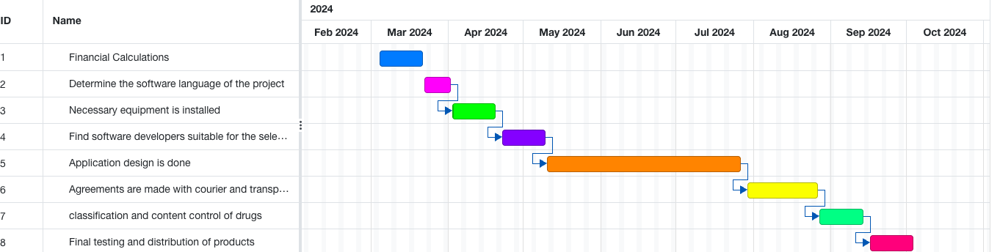 2024
ID Name
Feb 2024 Mar 2024 Apr 2024 May 2024 Jun 2024 Jul 2024 Aug 2024 Sep 2024 Oct 2024
1 Financial Calculations
2 Determine the software language of the project
3 Necessary equipment is installed
4 Find software developers suitable for the sele...
5 Application design is done
6 Agreements are made with courier and transp...
7 classification and content control of drugs
8 Final testing and distribution of products